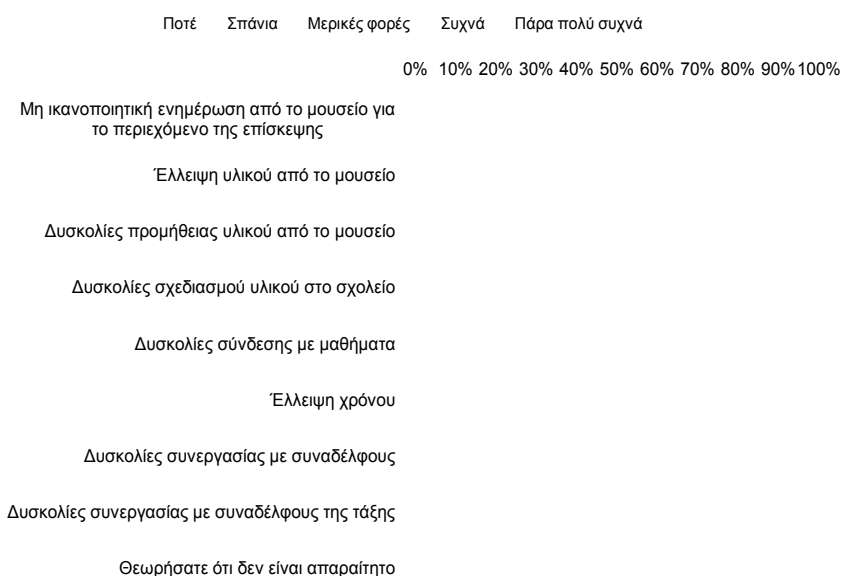 Ποτέ Σπάνια Μερικές φορές Συχνά Πάρα πολύ συχνά
0% 10% 20% 30% 40% 50% 60% 70% 80% 90% 100%
Μη ικανοποιητική ενημέρωση από το μουσείο για
το περιεχόμενο της επίσκεψης
Έλλειψη υλικού από το μουσείο
Δυσκολίες προμήθειας υλικού από το μουσείο
Δυσκολίες σχεδιασμού υλικού στο σχολείο
Δυσκολίες σύνδεσης με μαθήματα
Έλλειψη χρόνου
Δυσκολίες συνεργασίας με συναδέλφους
Δυσκολίες συνεργασίας με συναδέλφους της τάξης
Θεωρήσατε ότι δεν είναι απαραίτητο